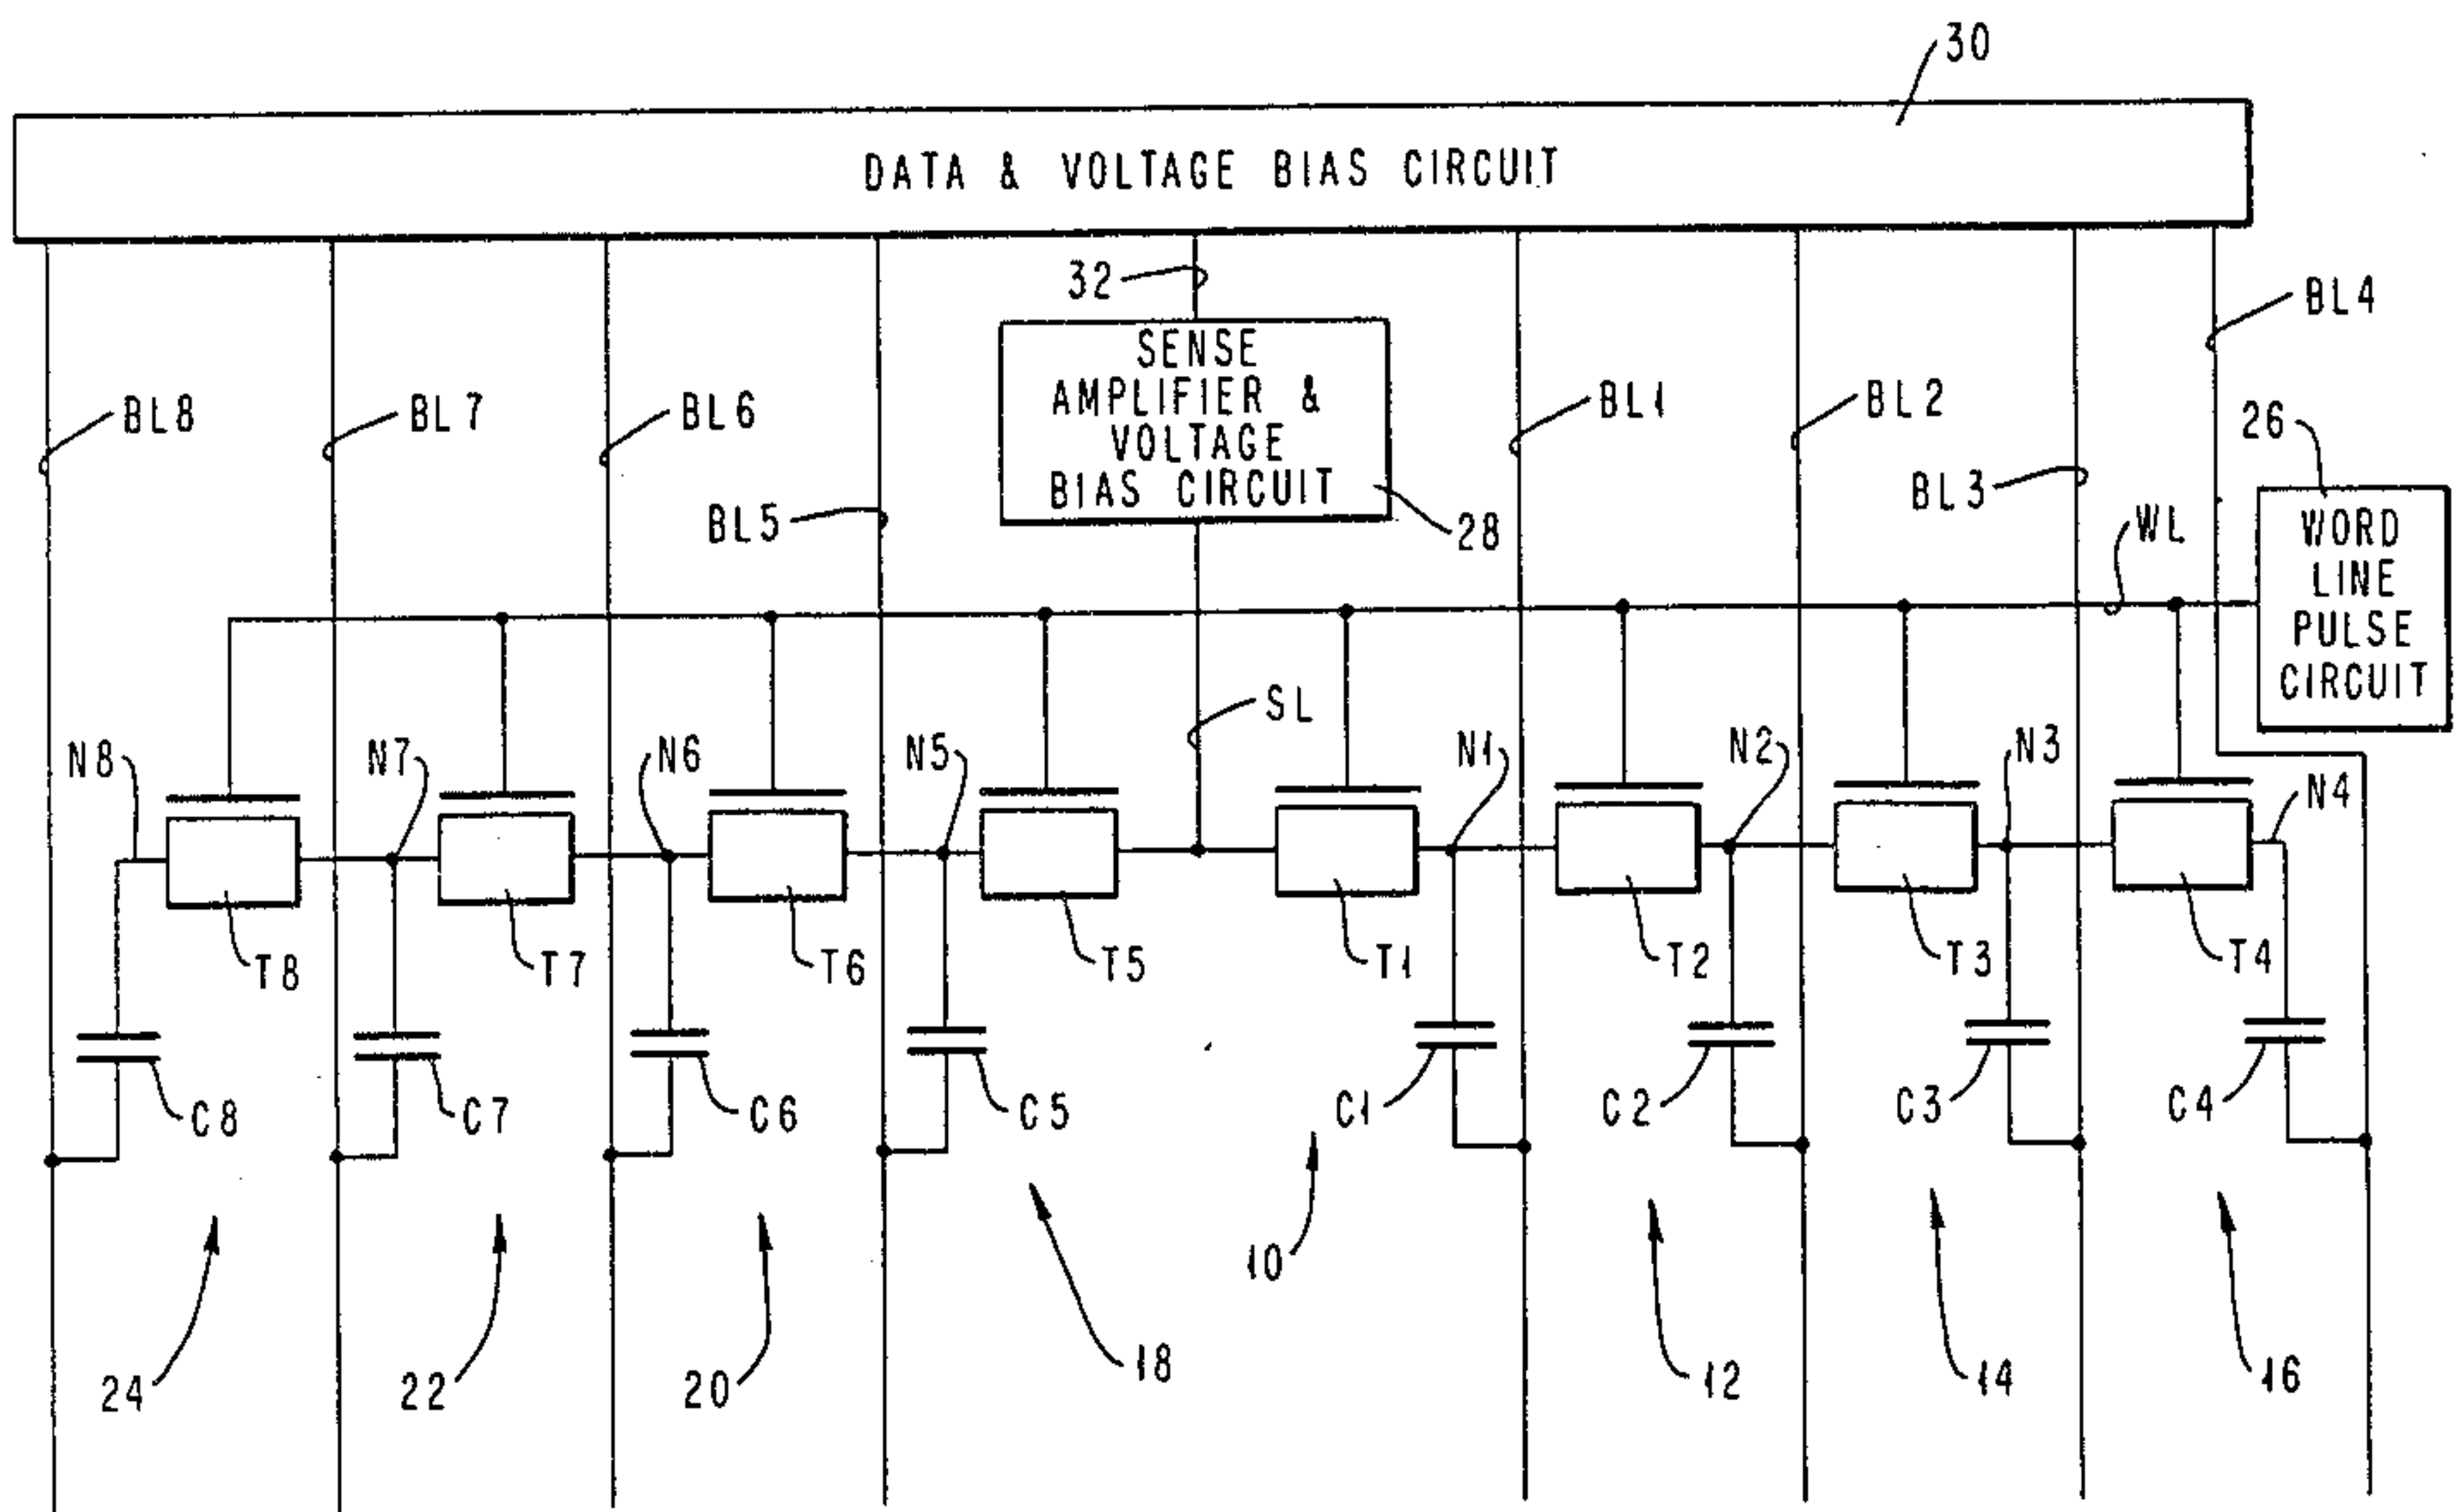 30
DATA & VOLTAGE BIAS CIRCUIT
32
BL4
SENSE
AMPLIFIER &
VOLTAGE
BIAS CIRCUIT
BL8
BL7
BL6
BL5
28
BL1
BL2
BL3
26
WL
WORD
LINE
PULSE
CIRCUIT
SL
N8
N7
N6
N5
N1
N2
N3
N4
T8
T7
T6
T5
T1
T2
T3
T4
C8
C7
C6
C5
C1
C2
C3
C4
24
22
20
18
10
12
14
16